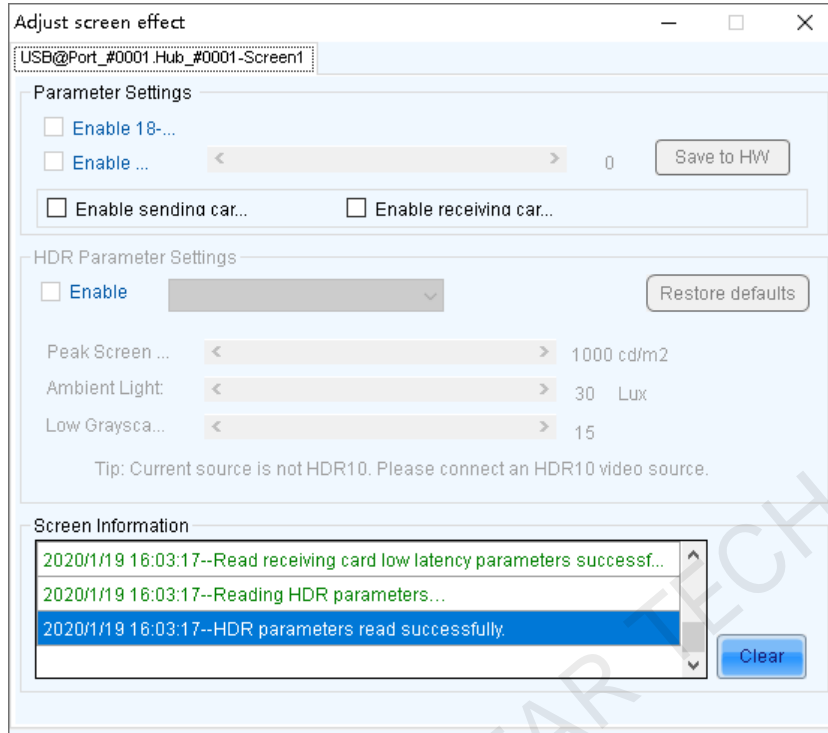 Adjust screen effect
USB@Port_#0001.Hub_#0001-Screen1
Parameter Settings
Enable 18-...
Enable ... 0 Save to HW
Enable sending car... Enable receiving car...
HDR Parameter Settings
Enable Restore defaults
Peak Screen ... 1000 cd/m2
Ambient Light: 30 Lux
Low Graysca... 15
Tip: Current source is not HDR10. Please connect an HDR10 video source.
Screen Information
2020/1/19 16:03:17--Read receiving card low latency parameters successf...
2020/1/19 16:03:17--Reading HDR parameters...
2020/1/19 16:03:17--HDR parameters read successfully.
Clear
TECH